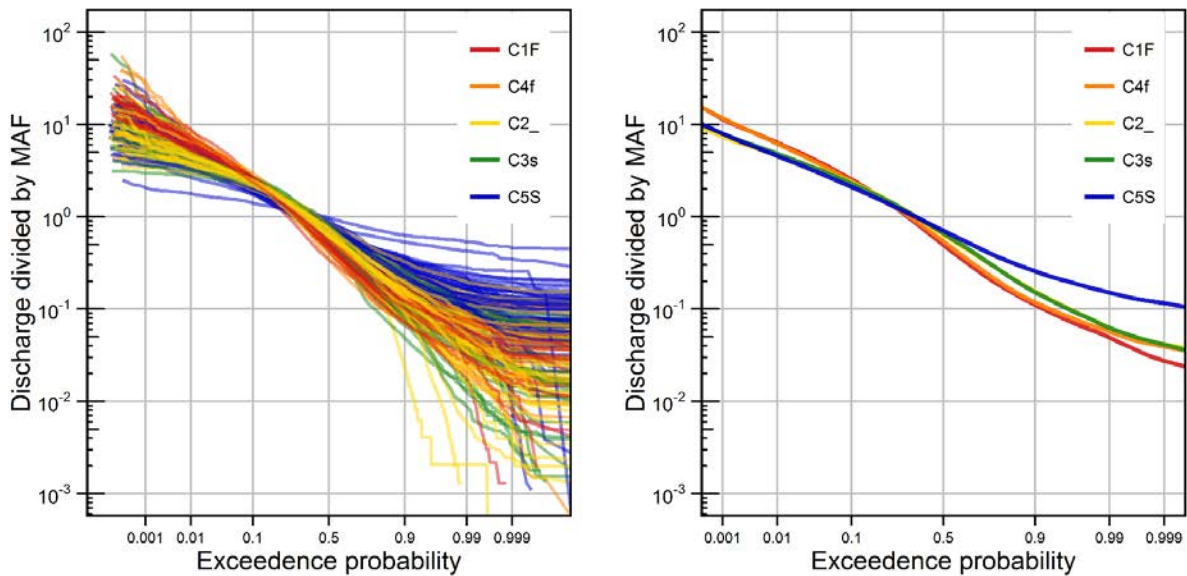 10²
10¹
10⁰
10⁻¹
10⁻²
10⁻³
Discharge divided by MAF
C1F
C4f
C2_
C3s
C5S
0.001 0.01 0.1 0.5 0.9 0.99 0.999
Exceedence probability
10²
10¹
10⁰
10⁻¹
10⁻²
10⁻³
Discharge divided by MAF
C1F
C4f
C2_
C3s
C5S
0.001 0.01 0.1 0.5 0.9 0.99 0.999
Exceedence probability